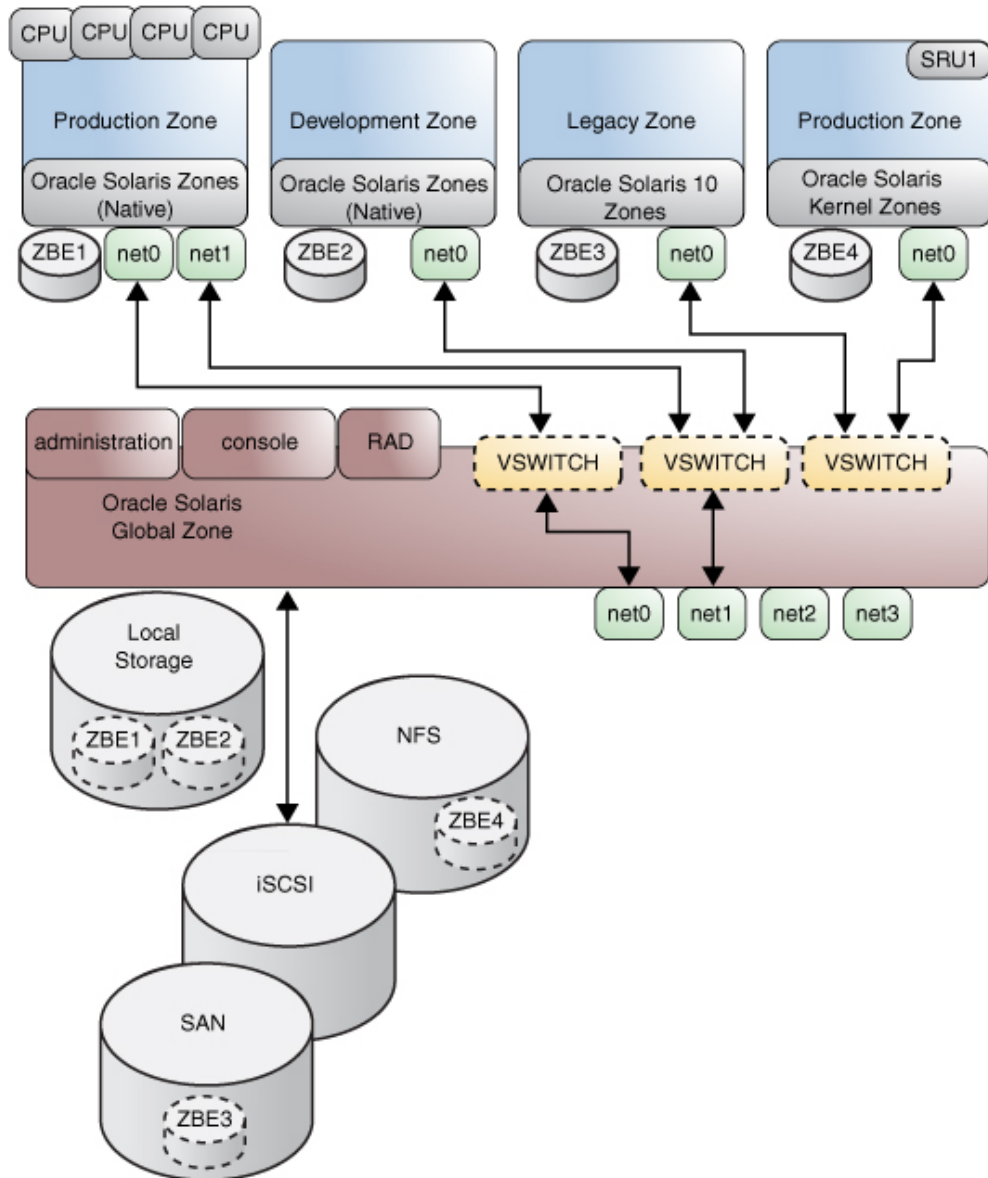 CPU CPU CPU CPU
SRU1
Production Zone
Development Zone
Legacy Zone
Production Zone
Oracle Solaris Zones
(Native)
Oracle Solaris Zones
(Native)
Oracle Solaris 10
Zones
Oracle Solaris
Kernel Zones
ZBE1
net0
net1
ZBE2
net0
ZBE3
net0
ZBE4
net0
administration
console
RAD
VSWITCH
VSWITCH
VSWITCH
Oracle Solaris
Global Zone
net0
net1
net2
net3
Local
Storage
ZBE1
ZBE2
NFS
ZBE4
iSCSI
SAN
ZBE3